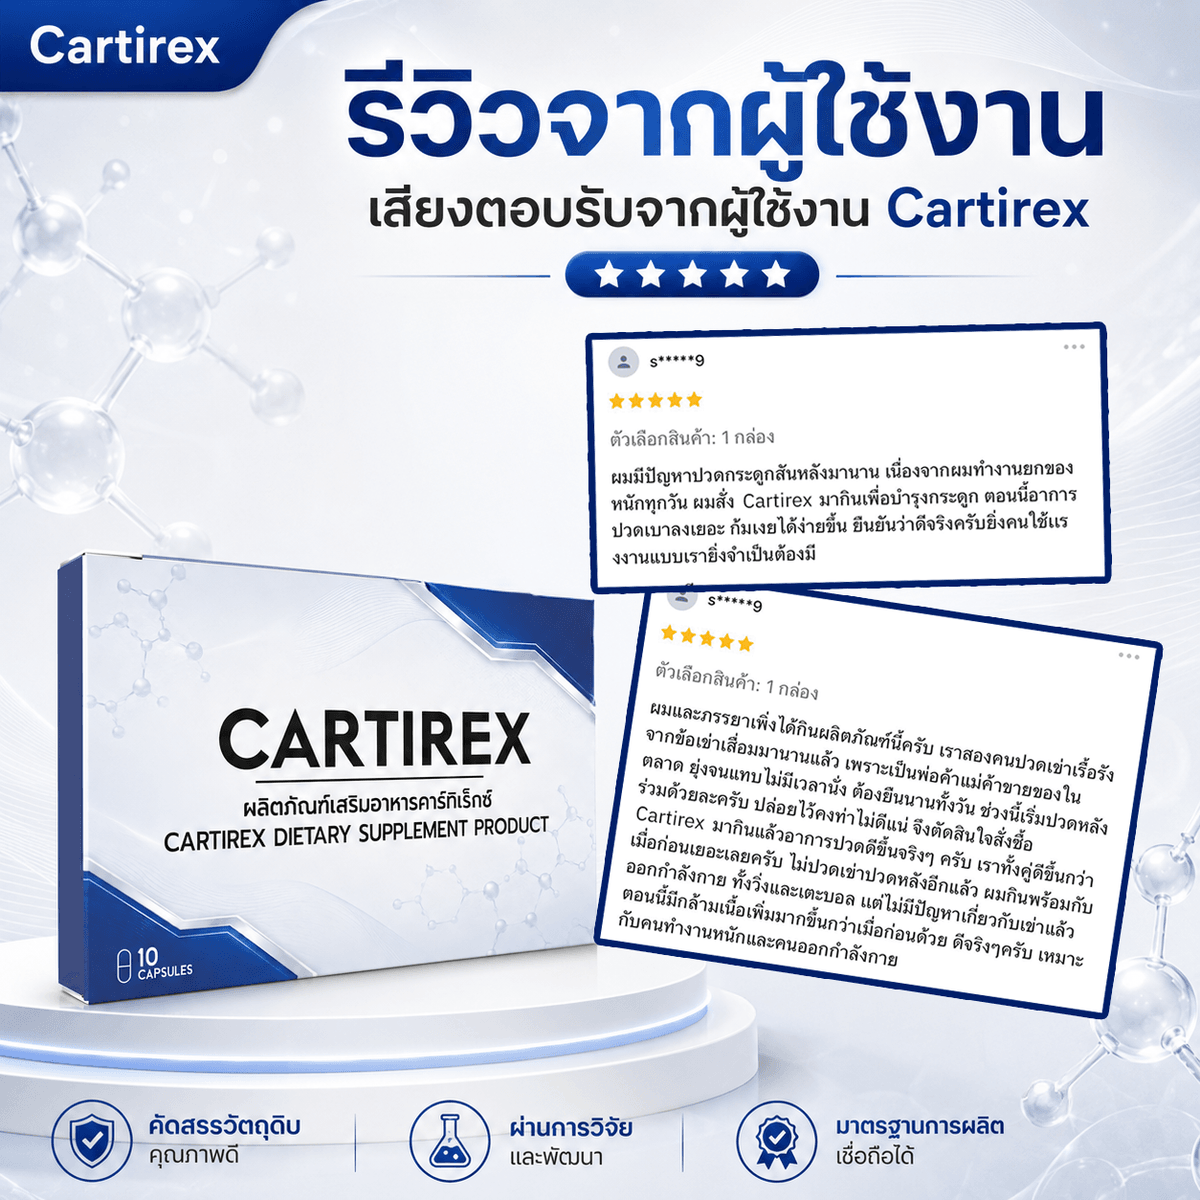 Cartirex
รีวิวจากผู้ใช้งาน
เสียงตอบรับจากผู้ใช้งาน Cartirex
s*****9
ตัวเลือกสินค้า: 1 กล่อง
ผมมีปัญหาปวดกระดูกสันหลังมานาน เนื่องจากผมทำงานยกของ
หนักทุกวัน ผมสั่ง Cartirex มากินเพื่อบำรุงกระดูก ตอนนี้อาการ
ปวดเบาลงเยอะ ก้มเงยได้ง่ายขึ้น ยืนยันว่าดีจริงครับยิ่งคนใช้แร
งงานแบบเรายิ่งจำเป็นต้องมี
s*****9
ตัวเลือกสินค้า: 1 กล่อง
ผมและภรรยาเพิ่งได้กินผลิตภัณฑ์นี้ครับ เราสองคนปวดเข่าเรื้อรัง
จากข้อเข่าเสื่อมมานานแล้ว เพราะเป็นพ่อค้าแม่ค้าขายของใน
ตลาด ยุ่งจนแทบไม่มีเวลานั่ง ต้องยืนนานทั้งวัน ช่วงนี้เริ่มปวดหลัง
ร่วมด้วยละครับ ปล่อยไว้คงท่าไม่ดีแน่ จึงตัดสินใจสั่งซื้อ
Cartirex มากินแล้วอาการปวดดีขึ้นจริงๆ ครับ เราทั้งคู่ดีขึ้นกว่า
เมื่อก่อนเยอะเลยครับ ไม่ปวดเข่าปวดหลังอีกแล้ว ผมกินพร้อมกับ
ออกกำลังกาย ทั้งวิ่งและเตะบอล แต่ไม่มีปัญหาเกี่ยวกับเข่าแล้ว
ตอนนี้มีกล้ามเนื้อเพิ่มมากขึ้นกว่าเมื่อก่อนด้วย ดีจริงๆครับ เหมาะ
กับคนทำงานหนักและคนออกกำลังกาย
CARTIREX
ผลิตภัณฑ์เสริมอาหารคาร์ทิเร็กซ์
CARTIREX DIETARY SUPPLEMENT PRODUCT
10
CAPSULES
คัดสรรวัตถุดิบ
คุณภาพดี
ผ่านการวิจัย
และพัฒนา
มาตรฐานการผลิต
เชื่อถือได้